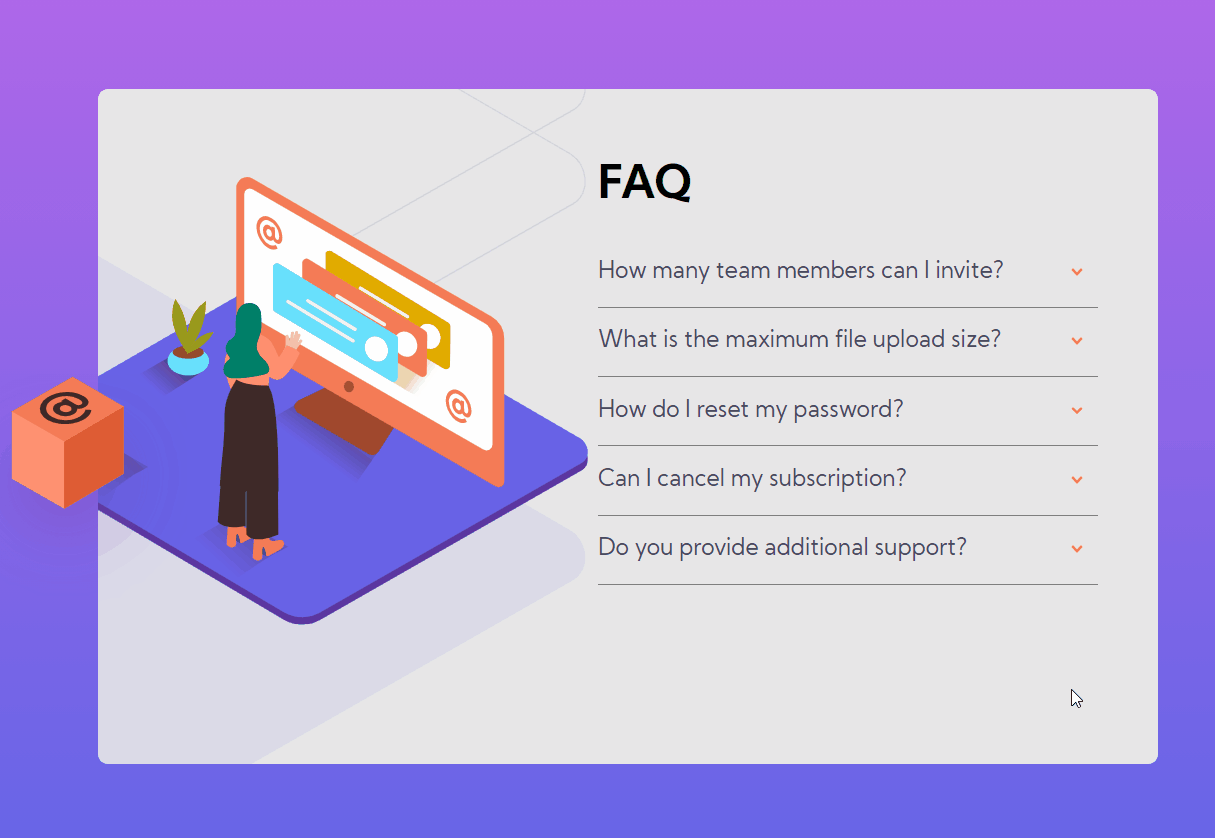 @
FAQ
How many team members can I invite?
What is the maximum file upload size?
How do I reset my password?
@
@
Can I cancel my subscription?
Do you provide additional support?